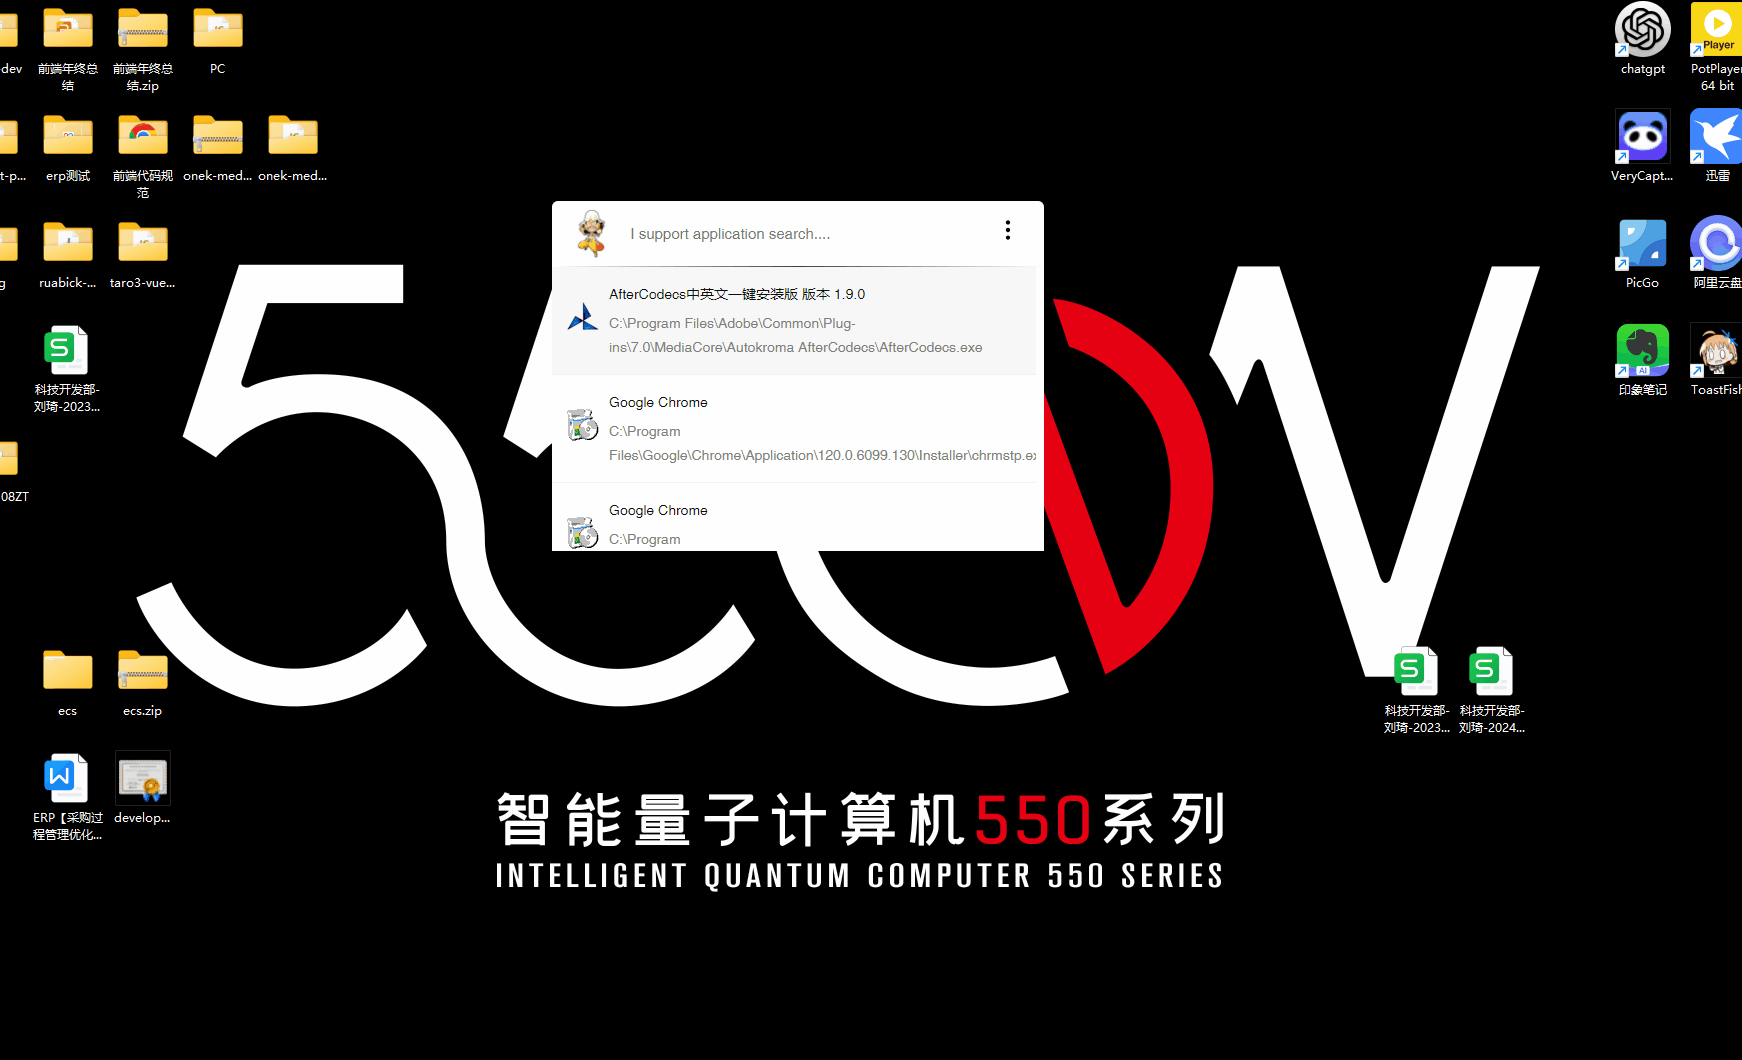 dev
前端年终总
结
前端年终总
结.zip
PC
chatgpt
PotPlayer
64 bit
Player
t-p...
erp测试
前端代码规
范
onek-med...
onek-med...
VeryCapt...
迅雷
g
ruabick-...
taro3-vue...
PicGo
阿里云盘
科技开发部-
刘琦-2023...
AI
印象笔记
ToastFish
08ZT
I support application search....
AfterCodecs中英文一键安装版 版本 1.9.0
C:\Program Files\Adobe\Common\Plug-
ins\7.0\MediaCore\Autokroma AfterCodecs\AfterCodecs.exe
Google Chrome
C:\Program
Files\Google\Chrome\Application\120.0.6099.130\Installer\chrmstp.ex
Google Chrome
C:\Program
ecs
ecs.zip
科技开发部-
刘琦-2023...
科技开发部-
刘琦-2024...
ERP【采购过
程管理优化...
develop...
智能量子计算机550系列
INTELLIGENT QUANTUM COMPUTER 550 SERIES